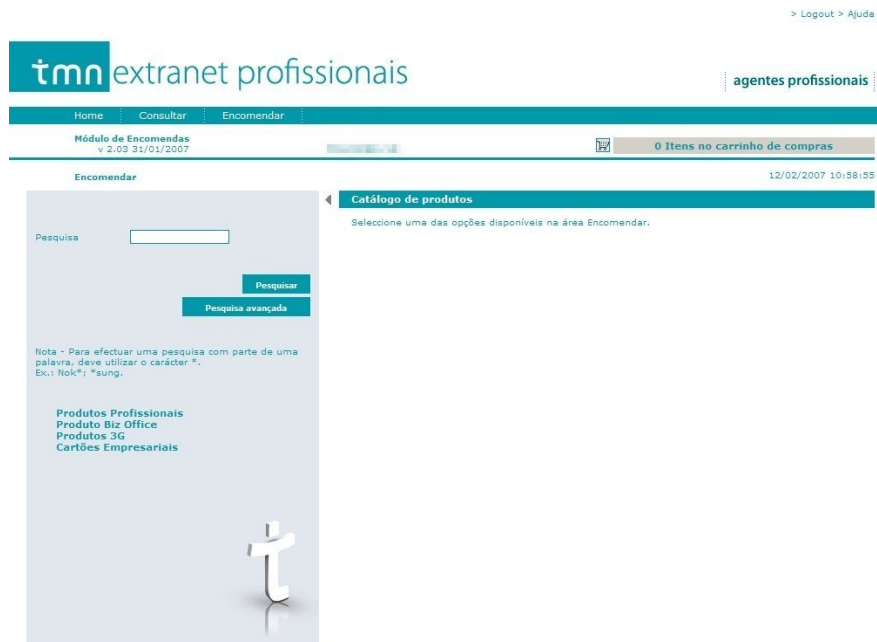 > Logout > Ajuda
tmn extranet profissionais
agentes profissionais
Home Consultar Encomendar
Módulo de Encomendas
v 2.03 31/01/2007
0 Itens no carrinho de compras
Encomendar
12/02/2007 10:58:55
Catálogo de produtos
Seleccione uma das opções disponíveis na área Encomendar.
Pesquisa
Pesquisar
Pesquisa avançada
Nota - Para efectuar uma pesquisa com parte de uma
palavra, deve utilizar o carácter *.
Ex.: Nok*; *sung.
Produtos Profissionais
Produto Biz Office
Produtos 3G
Cartões Empresariais
t